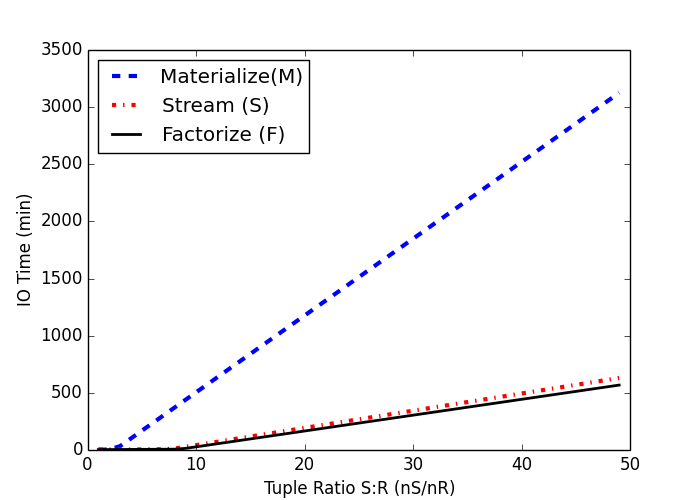 3500
3000
2500
2000
1500
1000
500
0
IO Time (min)
Materialize(M)
Stream (S)
Factorize (F)
0 10 20 30 40 50
Tuple Ratio S:R (nS/nR)